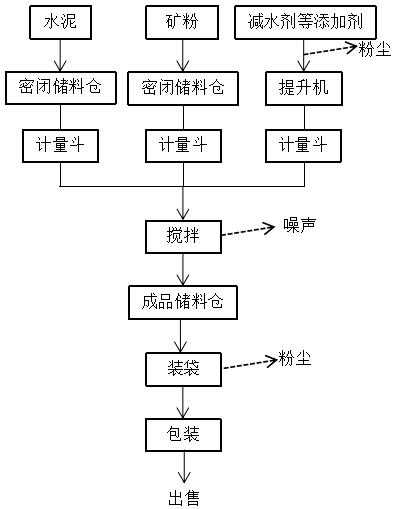 水泥
矿粉
减水剂等添加剂
粉尘
密闭储料仓
密闭储料仓
提升机
计量斗
计量斗
计量斗
搅拌
噪声
成品储料仓
装袋
粉尘
包装
出售